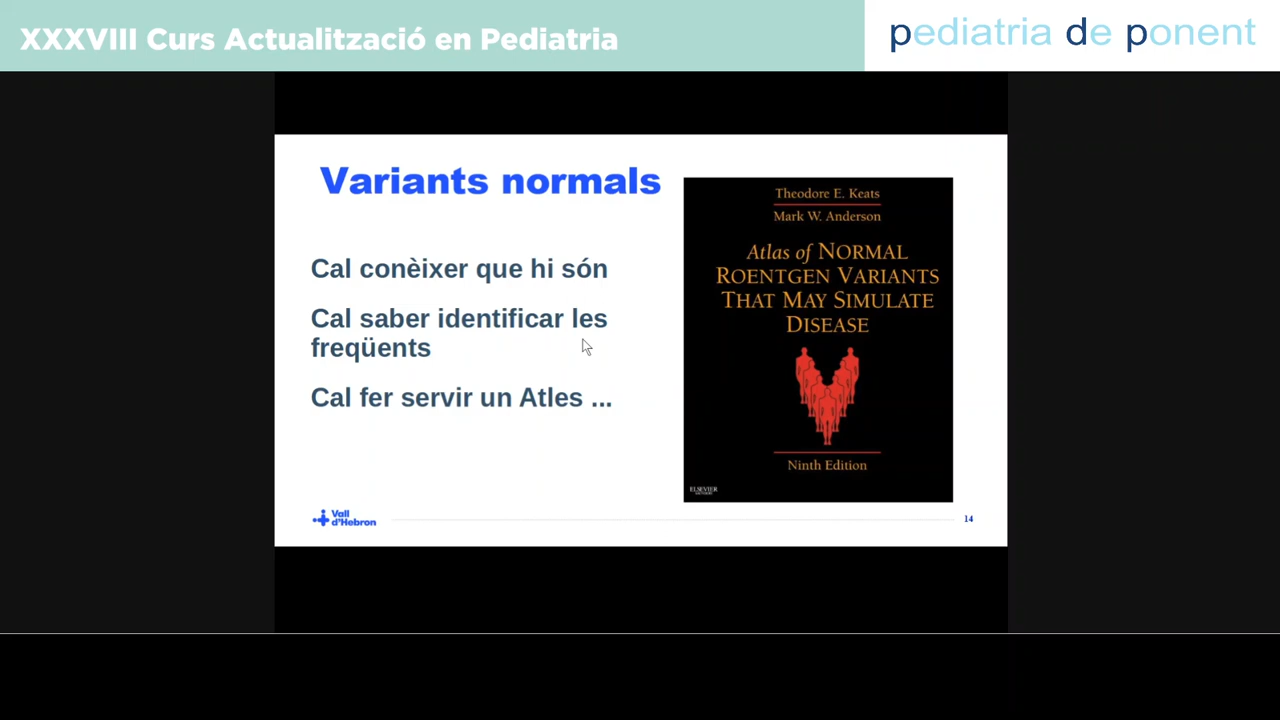 XXXVIII Curs Actualització en Pediatria
pediatria de ponent
Variants normals
Cal conèixer que hi són
Cal saber identificar les
freqüents
Cal fer servir un Atles ...
Theodore E. Keats
Mark W. Anderson
Atlas of NORMAL
ROENTGEN VARIANTS
THAT MAY SIMULATE
DISEASE
Ninth Edition
ELSEVIER
Vall
d'Hebron
14